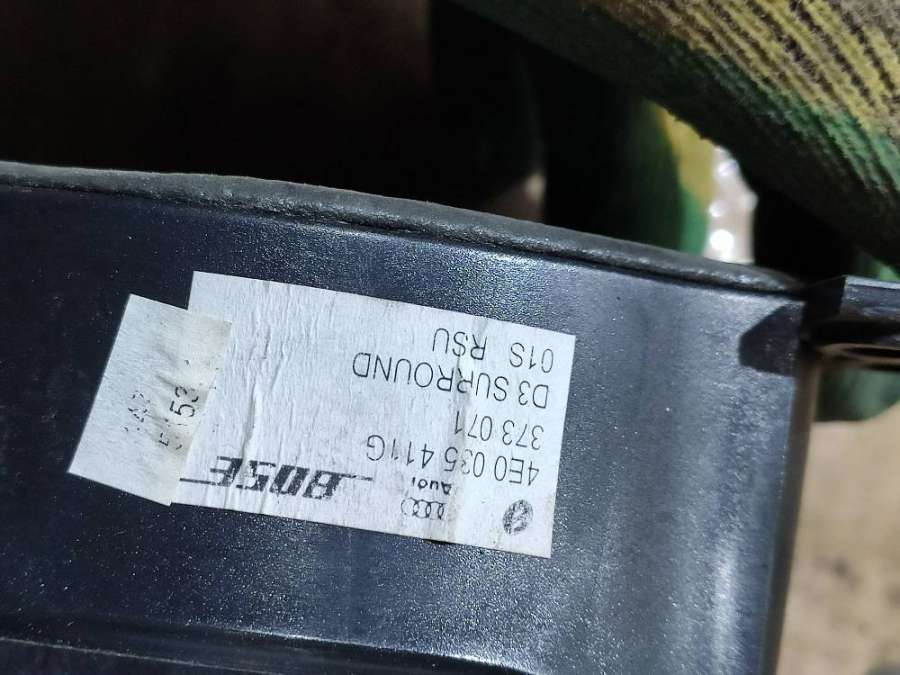 Audi
BOSE
4E0 035 411G
373 071
D3 SURROUND
01S RSU